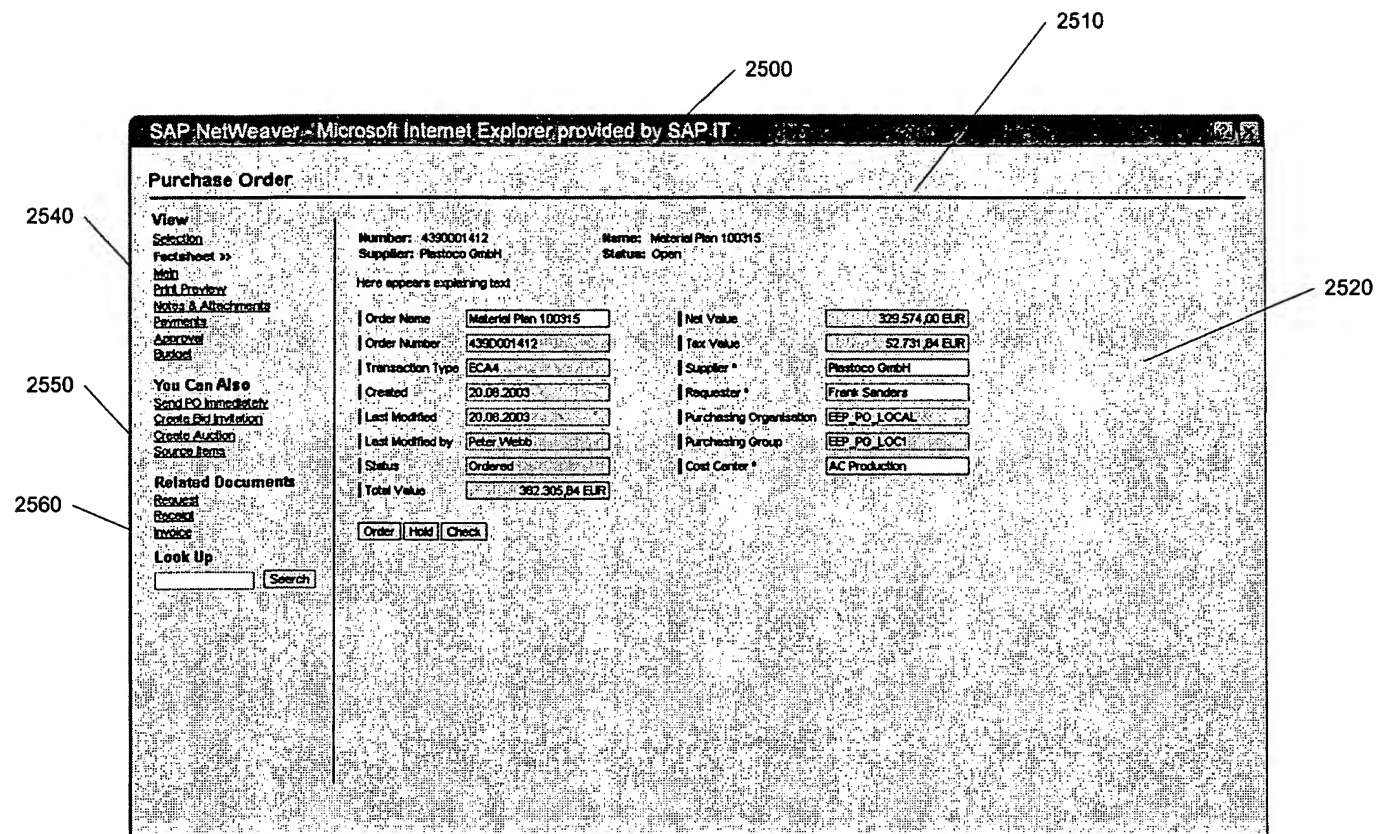 2510
2500
SAP NetWeaver - Microsoft Internet Explorer provided by SAP IT
Purchase Order
2540
View
Selection
Factsheet >>
Main
Print Preview
Notes & Attachments
Payments
Approval
Budget
2550
You Can Also
Send PO Immediately
Create Bid Invitation
Create Auction
Source Items
2560
Related Documents
Request
Receipt
Invoice
Look Up
Search
Number: 4390001412 Name: Material Plan 100315
Supplier: Plastoco GmbH Status: Open
Here appears explaining text
2520
Order Name Material Plan 100315 Net Value 329.574,00 EUR
Order Number 4390001412 Tax Value 52.731,84 EUR
Transaction Type ECA4 Supplier * Plastoco GmbH
Created 20.08.2003 Requester * Frank Sanders
Last Modified 20.08.2003 Purchasing Organisation EEP_PO_LOCAL
Last Modified by Peter Webb Purchasing Group EEP_PO_LOC1
Status Ordered Cost Center * AC Production
Total Value 382.305,84 EUR
Order Hold Check